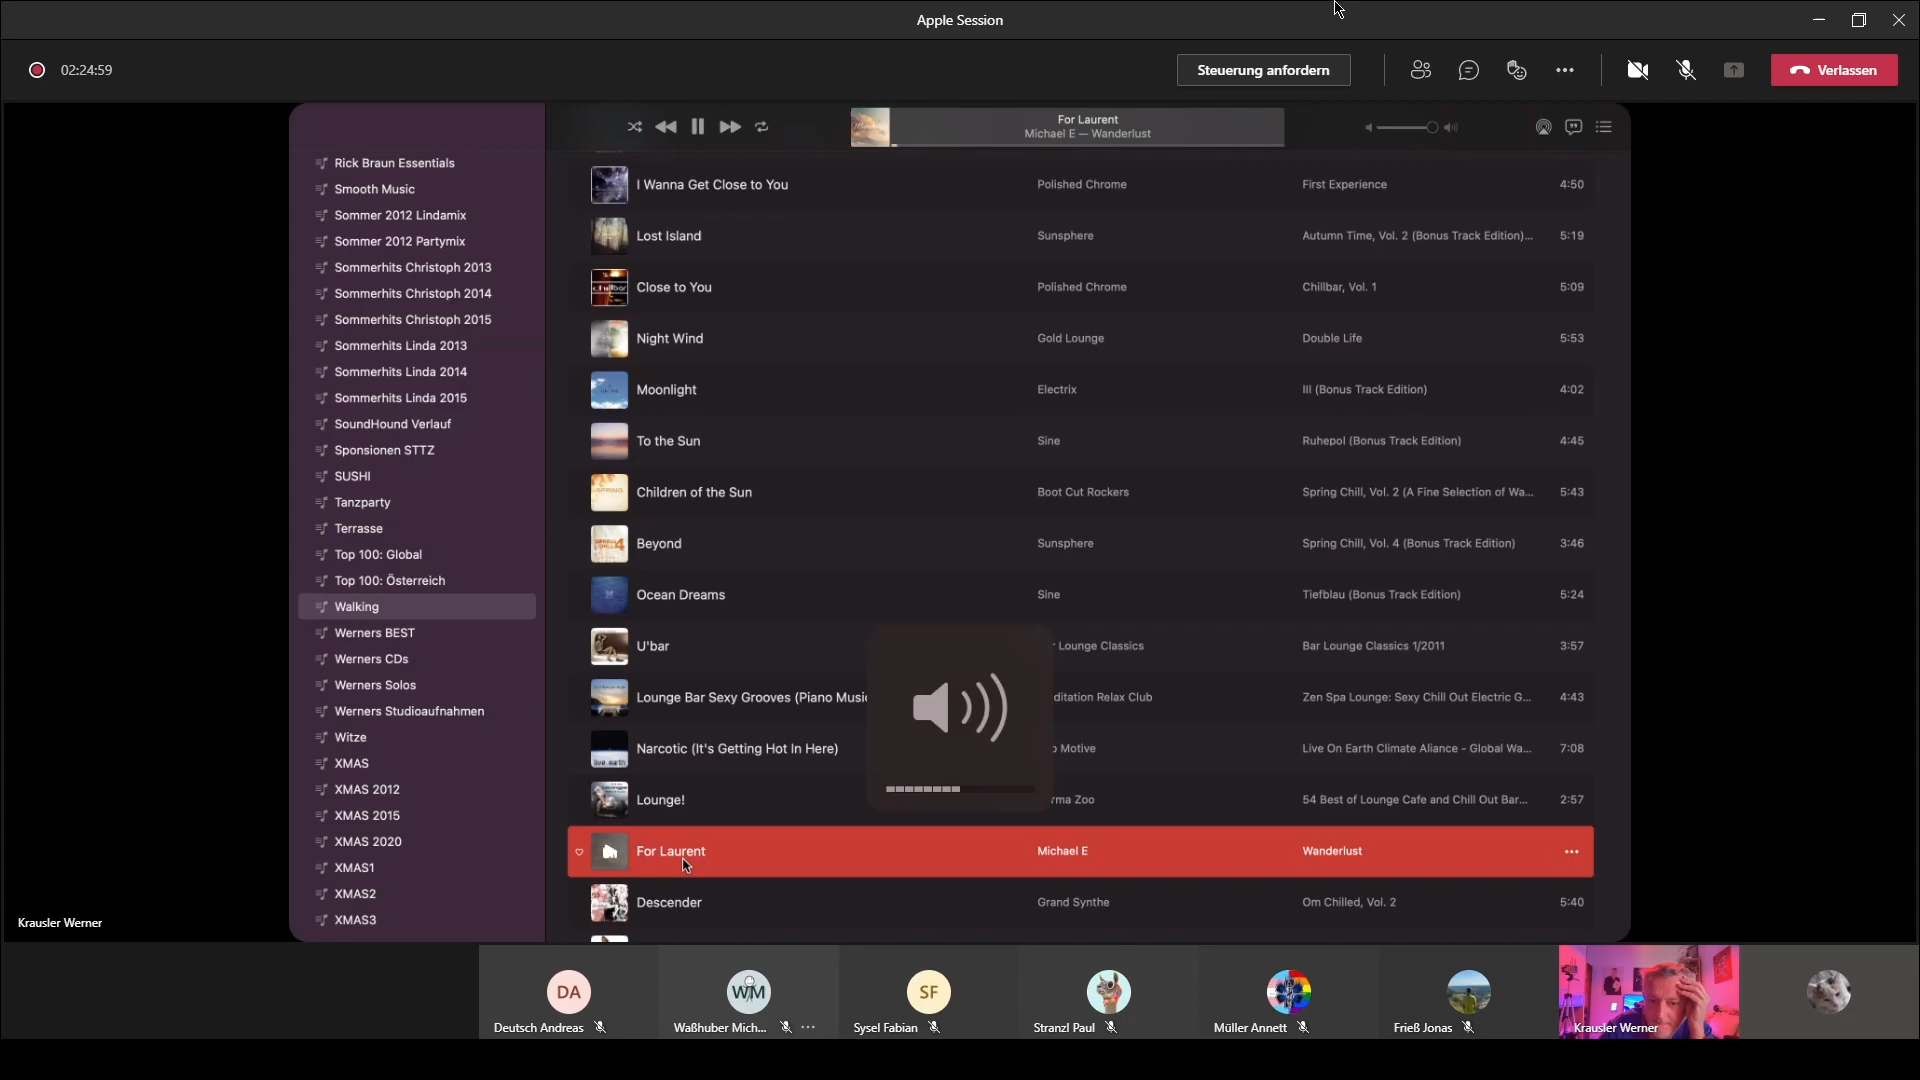 Apple Session
02:24:59
Steuerung anfordern
Verlassen
For Laurent
Michael E — Wanderlust
Rick Braun Essentials
Smooth Music
Sommer 2012 Lindamix
Sommer 2012 Partymix
Sommerhits Christoph 2013
Sommerhits Christoph 2014
Sommerhits Christoph 2015
Sommerhits Linda 2013
Sommerhits Linda 2014
Sommerhits Linda 2015
SoundHound Verlauf
Sponsionen STTZ
SUSHI
Tanzparty
Terrasse
Top 100: Global
Top 100: Österreich
Walking
Werners BEST
Werners CDs
Werners Solos
Werners Studioaufnahmen
Witze
XMAS
XMAS 2012
XMAS 2015
XMAS 2020
XMAS1
XMAS2
XMAS3
I Wanna Get Close to You Polished Chrome First Experience 4:50
Lost Island Sunsphere Autumn Time, Vol. 2 (Bonus Track Edition)... 5:19
Close to You Polished Chrome Chillbar, Vol. 1 5:09
Night Wind Gold Lounge Double Life 5:53
Moonlight Electrix III (Bonus Track Edition) 4:02
To the Sun Sine Ruhepol (Bonus Track Edition) 4:45
Children of the Sun Boot Cut Rockers Spring Chill, Vol. 2 (A Fine Selection of Wa... 5:43
Beyond Sunsphere Spring Chill, Vol. 4 (Bonus Track Edition) 3:46
Ocean Dreams Sine Tiefblau (Bonus Track Edition) 5:24
U'bar Lounge Classics Bar Lounge Classics 1/2011 3:57
Lounge Bar Sexy Grooves (Piano Music ditation Relax Club Zen Spa Lounge: Sexy Chill Out Electric G... 4:43
Narcotic (It's Getting Hot In Here) Motive Live On Earth Climate Aliance - Global Wa... 7:08
Lounge! rma Zoo 54 Best of Lounge Cafe and Chill Out Bar... 2:57
For Laurent Michael E Wanderlust
Descender Grand Synthe Om Chilled, Vol. 2 5:40
Krausler Werner
DA
WM
SF
Deutsch Andreas
Waßhuber Mich...
Sysel Fabian
Stranzl Paul
Müller Annett
Frieß Jonas
Krausler Werner